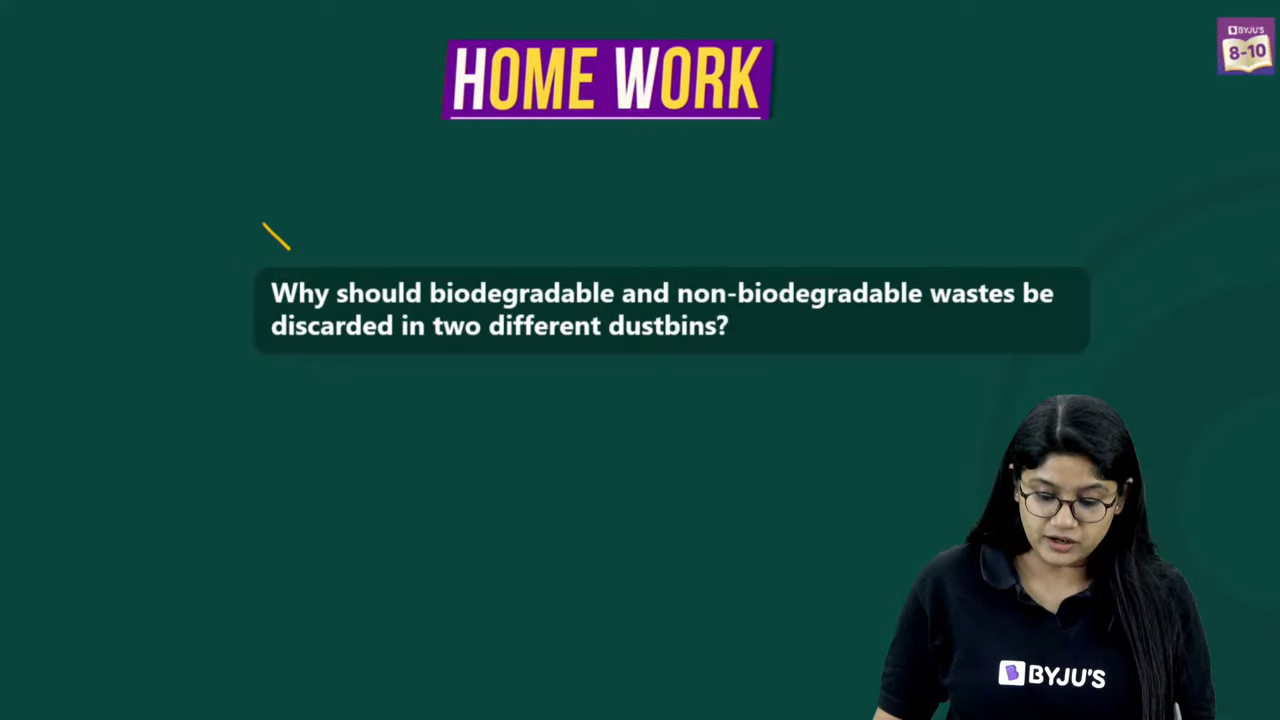 BYJU'S
8-10
HOME WORK
Why should biodegradable and non-biodegradable wastes be
discarded in two different dustbins?
BYJU'S